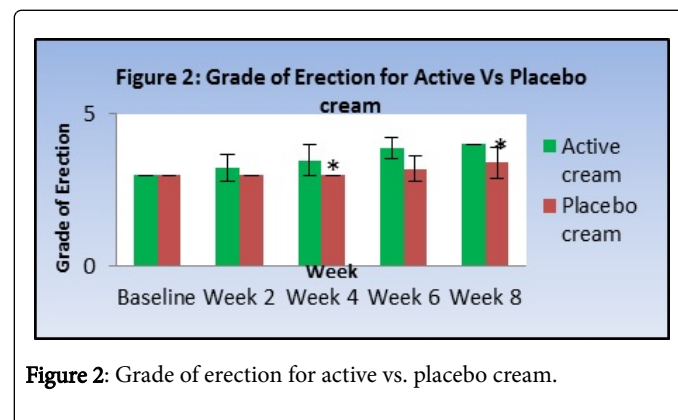 Figure 2: Grade of Erection for Active Vs Placebo
cream
5
Grade of Erection
*
*
Active
cream
Placebo
cream
0
Week
Baseline Week 2 Week 4 Week 6 Week 8
Figure 2: Grade of erection for active vs. placebo cream.